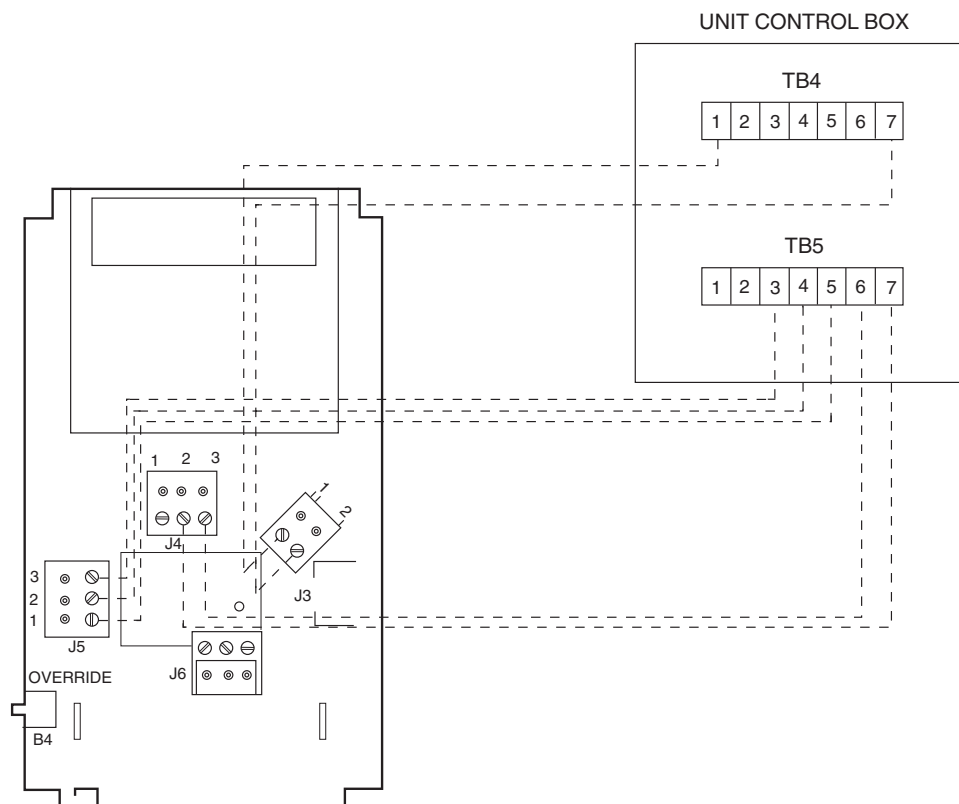 UNIT CONTROL BOX
TB4
1 2 3 4 5 6 7
TB5
1 2 3 4 5 6 7
1 2 3
J4
1
2
J3
3
2
1
J5
J6
OVERRIDE
B4